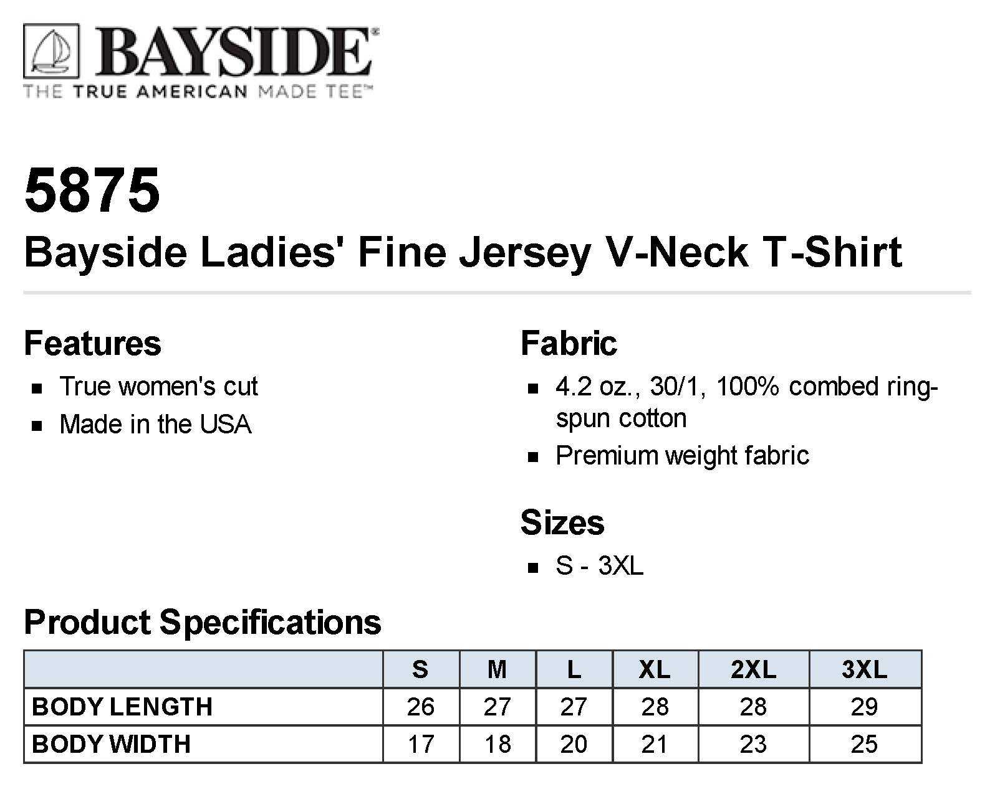 BAYSIDE®
THE TRUE AMERICAN MADE TEE™
5875
Bayside Ladies' Fine Jersey V-Neck T-Shirt
Features
■ True women's cut
■ Made in the USA
Fabric
■ 4.2 oz., 30/1, 100% combed ring-
spun cotton
■ Premium weight fabric
Sizes
■ S - 3XL
Product Specifications
S M L XL 2XL 3XL
BODY LENGTH 26 27 27 28 28 29
BODY WIDTH 17 18 20 21 23 25